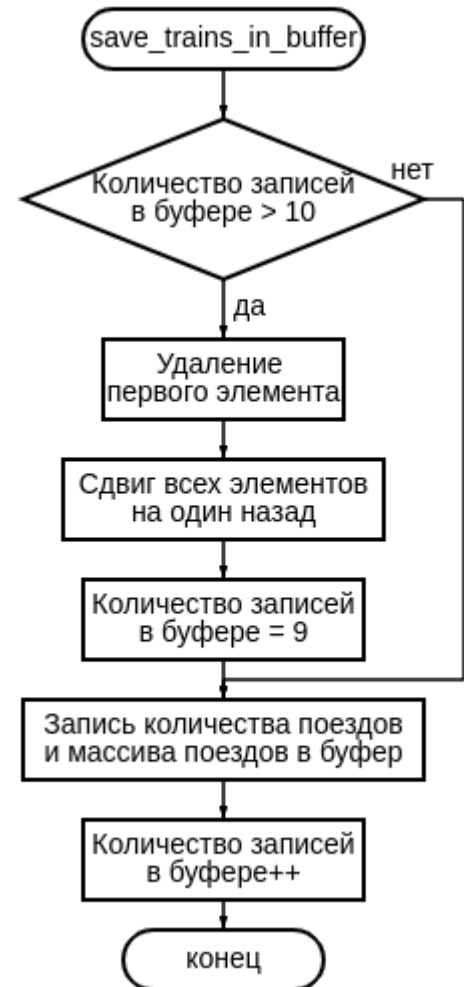 save_trains_in_buffer
Количество записей
в буфере > 10
нет
да
Удаление
первого элемента
Сдвиг всех элементов
на один назад
Количество записей
в буфере = 9
Запись количества поездов
и массива поездов в буфер
Количество записей
в буфере++
конец